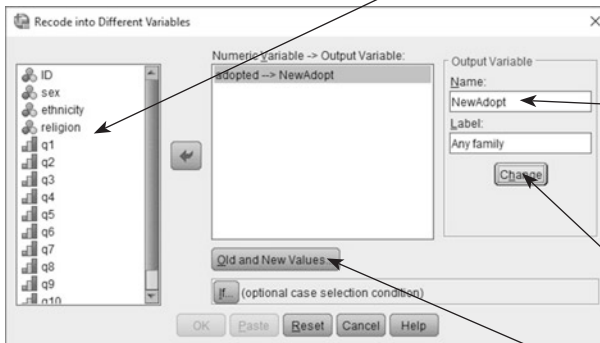 Recode into Different Variables
ID
sex
ethnicity
religion
q1
q2
q3
q4
q5
q6
q7
q8
q9
q10
Numeric Variable -> Output Variable:
adopted --> NewAdopt
Output Variable
Name:
NewAdopt
Label:
Any family
Change
Old and New Values...
If... (optional case selection condition)
OK
Paste
Reset
Cancel
Help